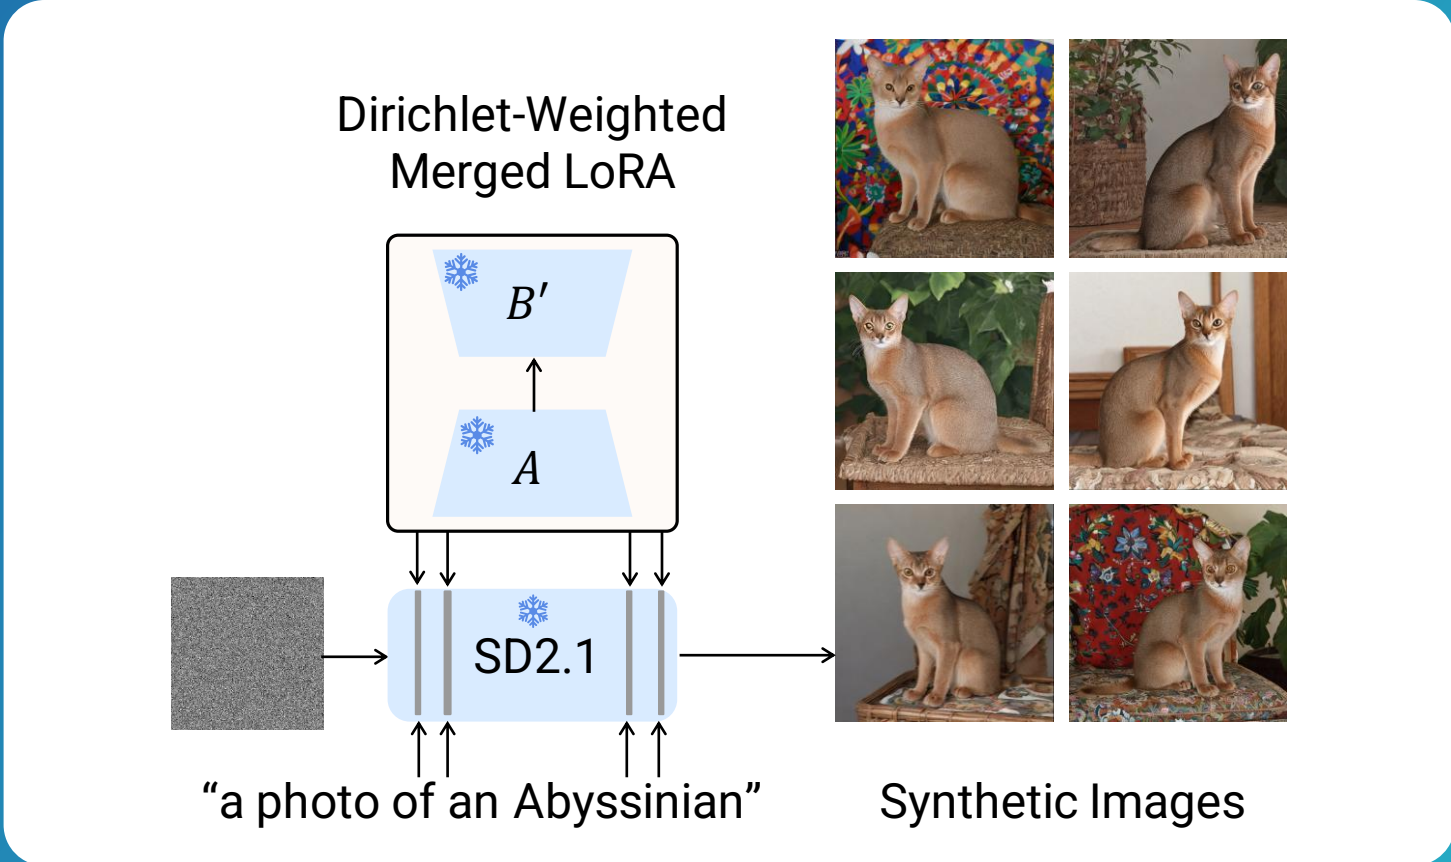 Dirichlet-Weighted
Merged LoRA
B′
A
SD2.1
“a photo of an Abyssinian”
Synthetic Images